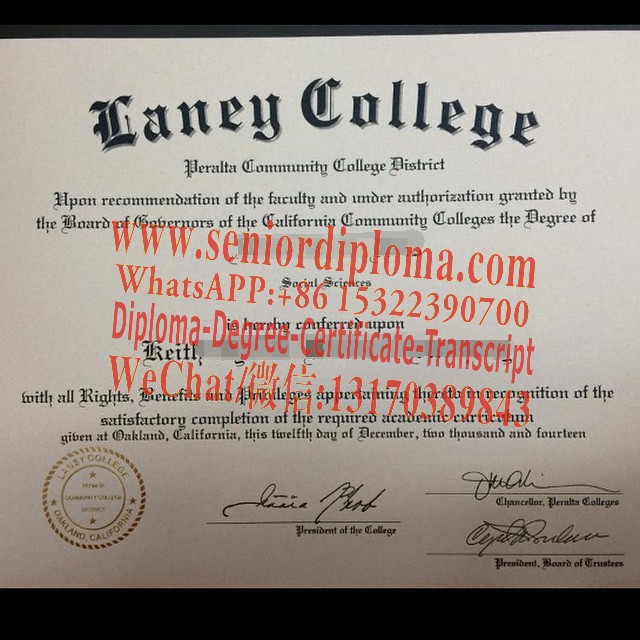 Laney College
Peralta Community College District
Upon recommendation of the faculty and under authorization granted by
the Board of Governors of the California Community Colleges the Degree of
www.seniordiploma.com
Social Sciences
WhatsAPP:+86 15322390700
is hereby conferred upon
Diploma-Degree-Certificate-Transcript
Keith
WeChat/微信:13170389843
with all Rights, Benefits and Privileges appertaining thereto in recognition of the
satisfactory completion of the required academic curriculum
given at Oakland, California, this twelfth day of December, two thousand and fourteen
LANEY COLLEGE
PERALTA
COMMUNITY COLLEGE
DISTRICT
OAKLAND, CALIFORNIA
President of the College
Chancellor, Peralta Colleges
President, Board of Trustees